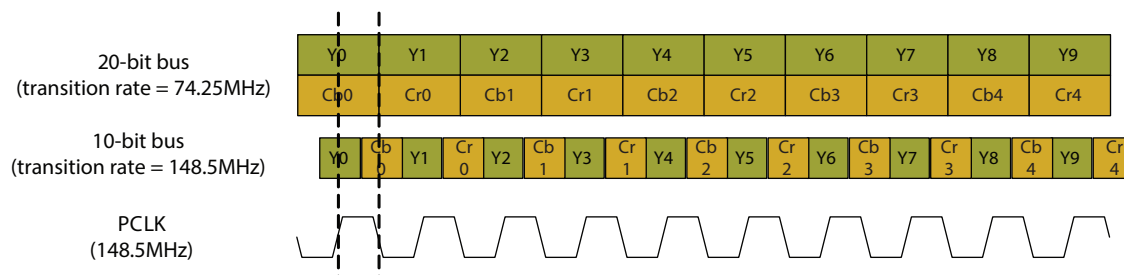 20-bit bus
(transition rate = 74.25MHz)
Y0 Y1 Y2 Y3 Y4 Y5 Y6 Y7 Y8 Y9
Cb0 Cr0 Cb1 Cr1 Cb2 Cr2 Cb3 Cr3 Cb4 Cr4
10-bit bus
(transition rate = 148.5MHz)
Y0 Cb 0 Y1 Cr 0 Y2 Cb 1 Y3 Cr 1 Y4 Cb 2 Y5 Cr 2 Y6 Cb 3 Y7 Cr 3 Y8 Cb 4 Y9 Cr 4
PCLK
(148.5MHz)